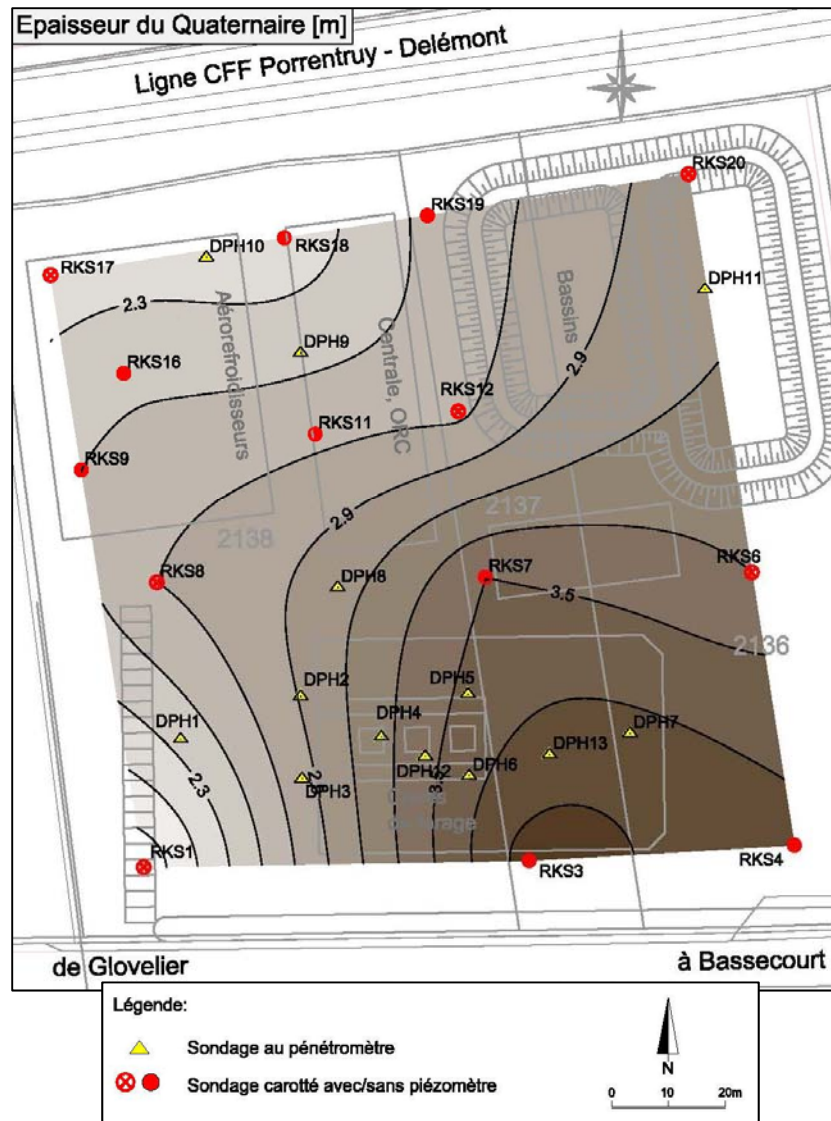 Epaisseur du Quaternaire [m]
Ligne CFF Porrentruy - Delémont
RKS20
RKS19
RKS18
DPH10
RKS17
DPH11
2.3
Aérorefroidisseurs
Centrale, ORC
Bassins
DPH9
RKS16
2.9
RKS12
RKS11
RKS9
2137
2.9
2138
RKS6
RKS7
RKS8
DPH8
3.5
2136
DPH2
DPH5
DPH1
DPH4
DPH7
DPH13
2.3
DPH12
DPH6
DPH3
RKS1
RKS3
RKS4
de Glovelier
à Bassecourt
Légende:
Sondage au pénétromètre
Sondage carotté avec/sans piézomètre
N
0 10 20m